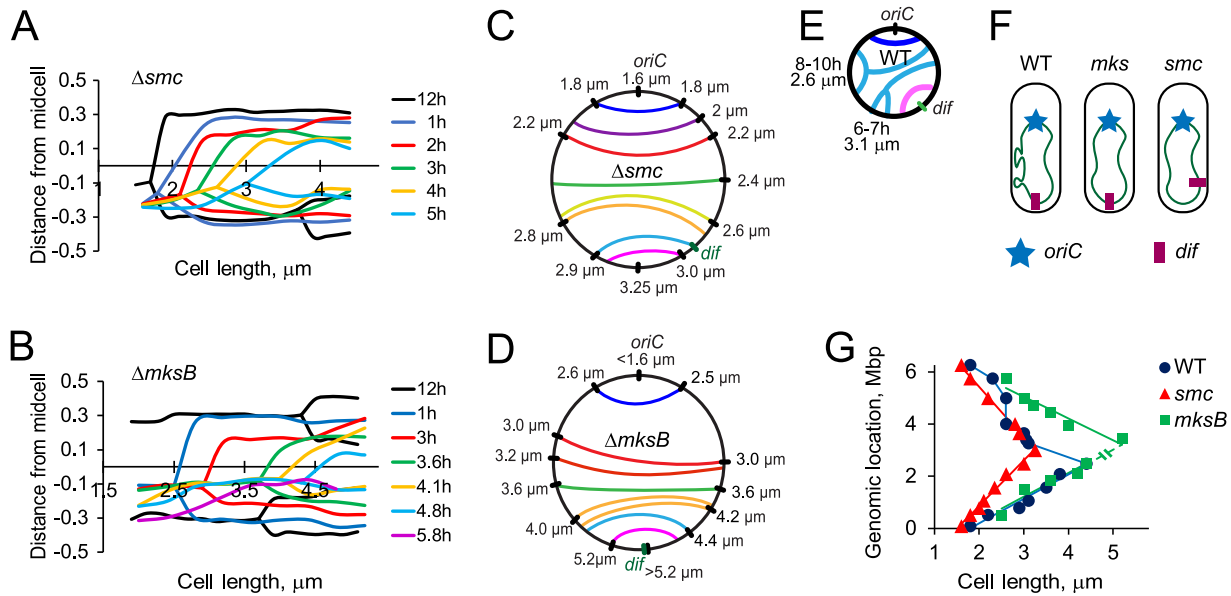 A
Δsmc
Distance from midcell
0.5
0.3
0.1
-0.1
-0.3
-0.5
2
3
4
Cell length, μm
12h
1h
2h
3h
4h
5h
B
ΔmksB
Distance from midcell
0.5
0.3
0.1
-0.1
-0.3
-0.5
1.5
2.5
3.5
4.5
Cell length, μm
12h
1h
3h
3.6h
4.1h
4.8h
5.8h
C
oriC
1.6 μm
1.8 μm
1.8 μm
2 μm
2.2 μm
2.2 μm
Δsmc
2.4 μm
2.6 μm
2.8 μm
dif
2.9 μm
3.0 μm
3.25 μm
D
oriC
<1.6 μm
2.6 μm
2.5 μm
3.0 μm
ΔmksB
3.2 μm
3.0 μm
3.6 μm
3.6 μm
4.0 μm
4.2 μm
4.4 μm
5.2μm
dif
>5.2 μm
E
oriC
WT
8-10h
2.6 μm
dif
6-7h
3.1 μm
F
WT
mks
smc
oriC
dif
G
Genomic location, Mbp
6
4
2
0
1
2
3
4
5
Cell length, μm
WT
smc
mksB